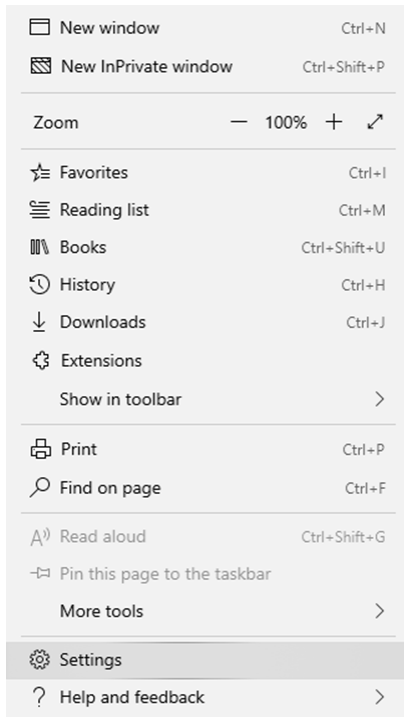 New window Ctrl+N
New InPrivate window Ctrl+Shift+P
Zoom — 100% +
Favorites Ctrl+I
Reading list Ctrl+M
Books Ctrl+Shift+U
History Ctrl+H
Downloads Ctrl+J
Extensions
Show in toolbar
Print Ctrl+P
Find on page Ctrl+F
Read aloud Ctrl+Shift+G
Pin this page to the taskbar
More tools
Settings
Help and feedback